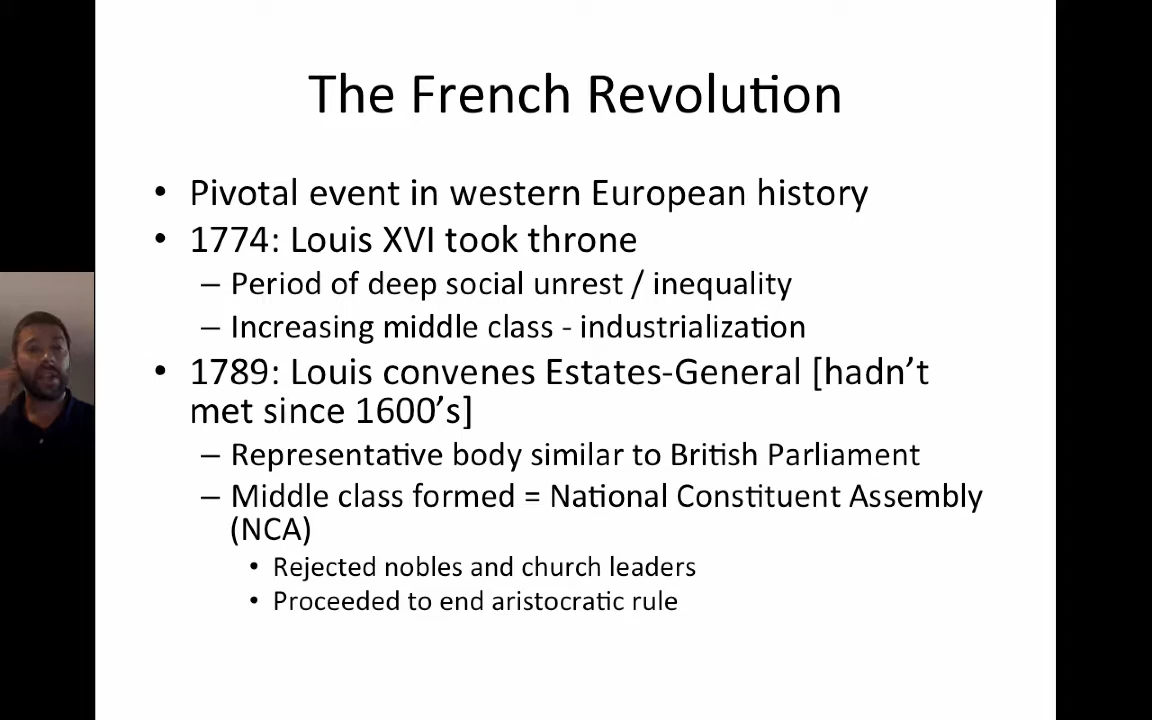 The French Revolution
• Pivotal event in western European history
• 1774: Louis XVI took throne
– Period of deep social unrest / inequality
– Increasing middle class - industrialization
• 1789: Louis convenes Estates-General [hadn’t
met since 1600’s]
– Representative body similar to British Parliament
– Middle class formed = National Constituent Assembly
(NCA)
• Rejected nobles and church leaders
• Proceeded to end aristocratic rule